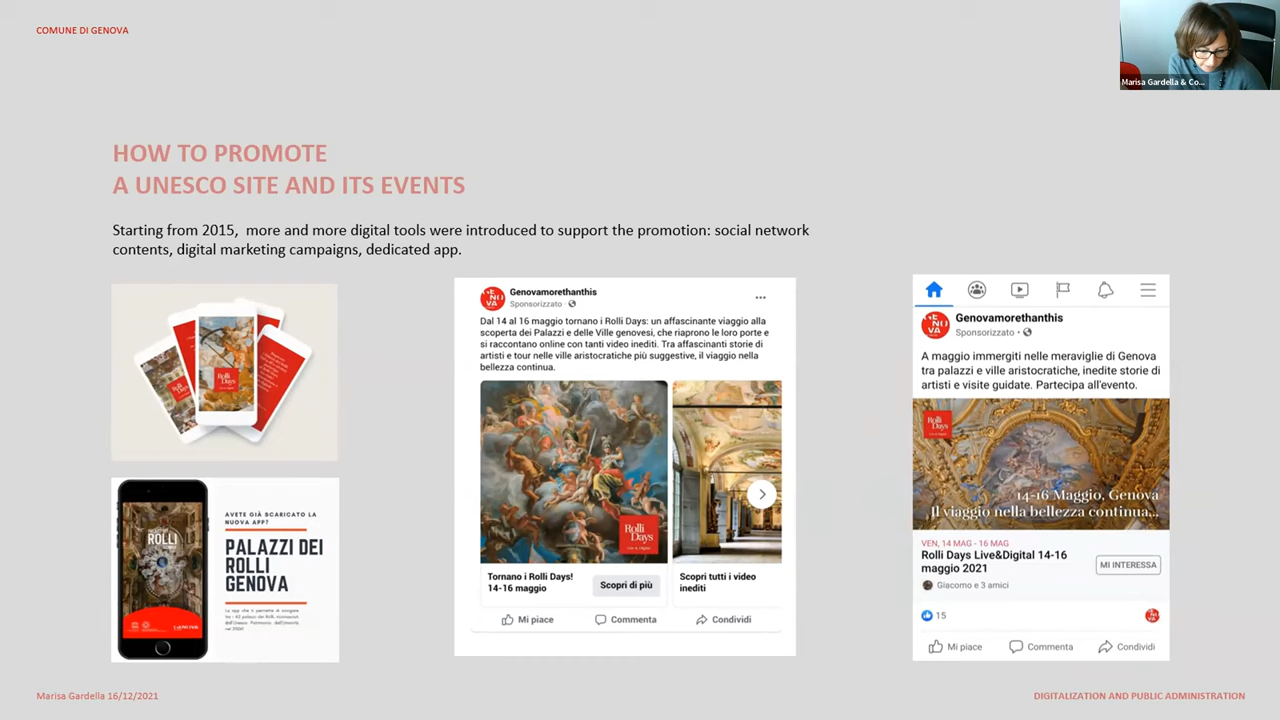 COMUNE DI GENOVA
Marisa Gardella & Co...
HOW TO PROMOTE
A UNESCO SITE AND ITS EVENTS
Starting from 2015, more and more digital tools were introduced to support the promotion: social network
contents, digital marketing campaigns, dedicated app.
Rolli
Days
AVETE GIÀ SCARICATO LA
NUOVA APP?
PALAZZI DEI
ROLLI
GENOVA
ROLLI
Genovamorethanthis
Sponsorizzato
Dal 14 al 16 maggio tornano i Rolli Days: un affascinante viaggio alla
scoperta dei Palazzi e delle Ville genovesi, che riaprono le loro porte e
si raccontano online con tanti video inediti. Tra affascinanti storie di
artisti e tour nelle ville aristocratiche più suggestive, il viaggio nella
bellezza continua.
Rolli
Days
Tornano i Rolli Days!
14-16 maggio
Scopri di più
Scopri tutti i video
inediti
Mi piace
Commenta
Condividi
Genovamorethanthis
Sponsorizzato
A maggio immergiti nelle meraviglie di Genova
tra palazzi e ville aristocratiche, inedite storie di
artisti e visite guidate. Partecipa all'evento.
Rolli
Days
14-16 Maggio, Genova
Il viaggio nella bellezza continua...
VEN, 14 MAG - 16 MAG
Rolli Days Live&Digital 14-16
maggio 2021
MI INTERESSA
Giacomo e 3 amici
15
Mi piace
Commenta
Condividi
Marisa Gardella 16/12/2021
DIGITALIZATION AND PUBLIC ADMINISTRATION